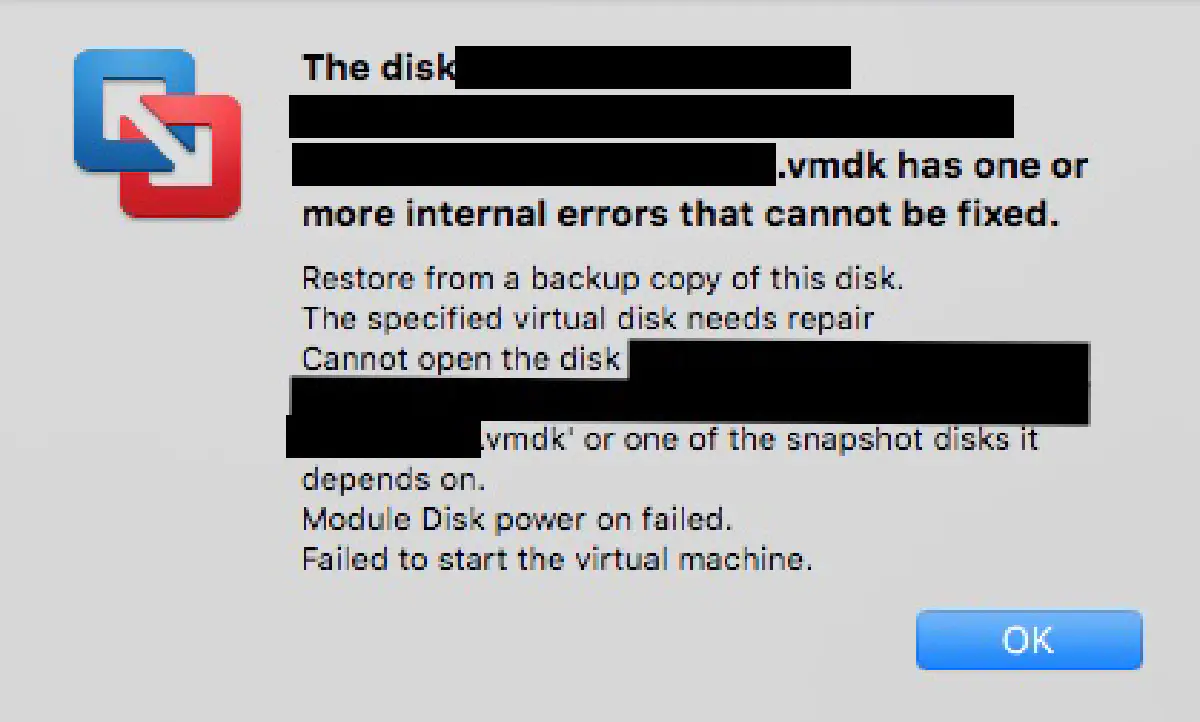 The disk
.vmdk has one or
more internal errors that cannot be fixed.
Restore from a backup copy of this disk.
The specified virtual disk needs repair
Cannot open the disk
.vmdk' or one of the snapshot disks it
depends on.
Module Disk power on failed.
Failed to start the virtual machine.
OK